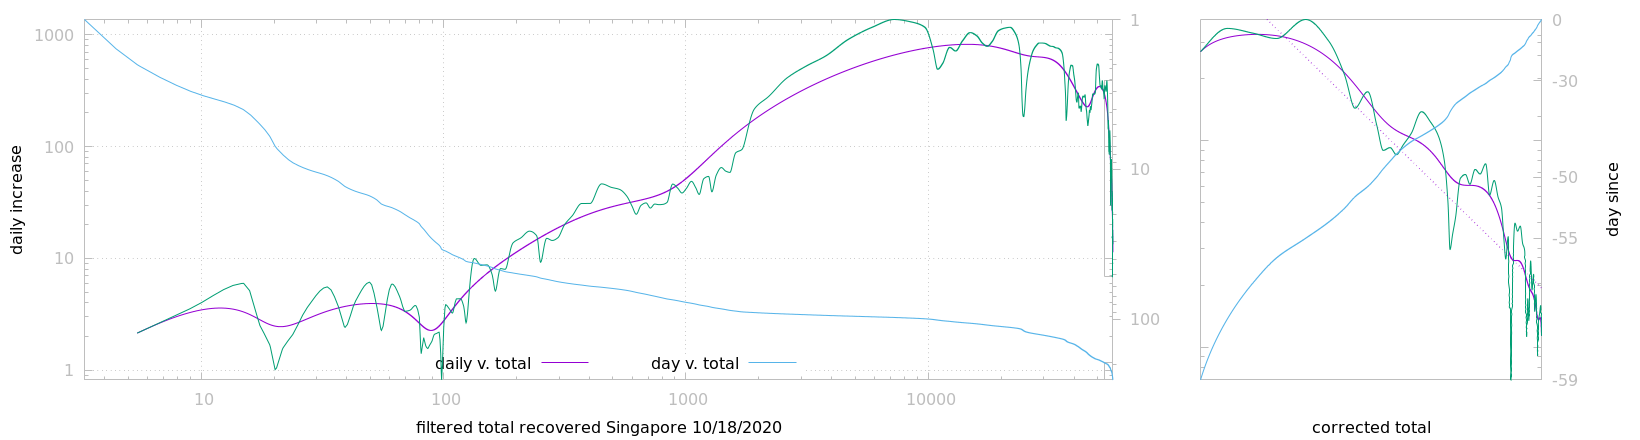 1000
100
10
1
daily increase
10
100
1000
10000
daily v. total
day v. total
filtered total recovered Singapore 10/18/2020
1
10
100
0
-30
-50
-55
-59
day since
corrected total